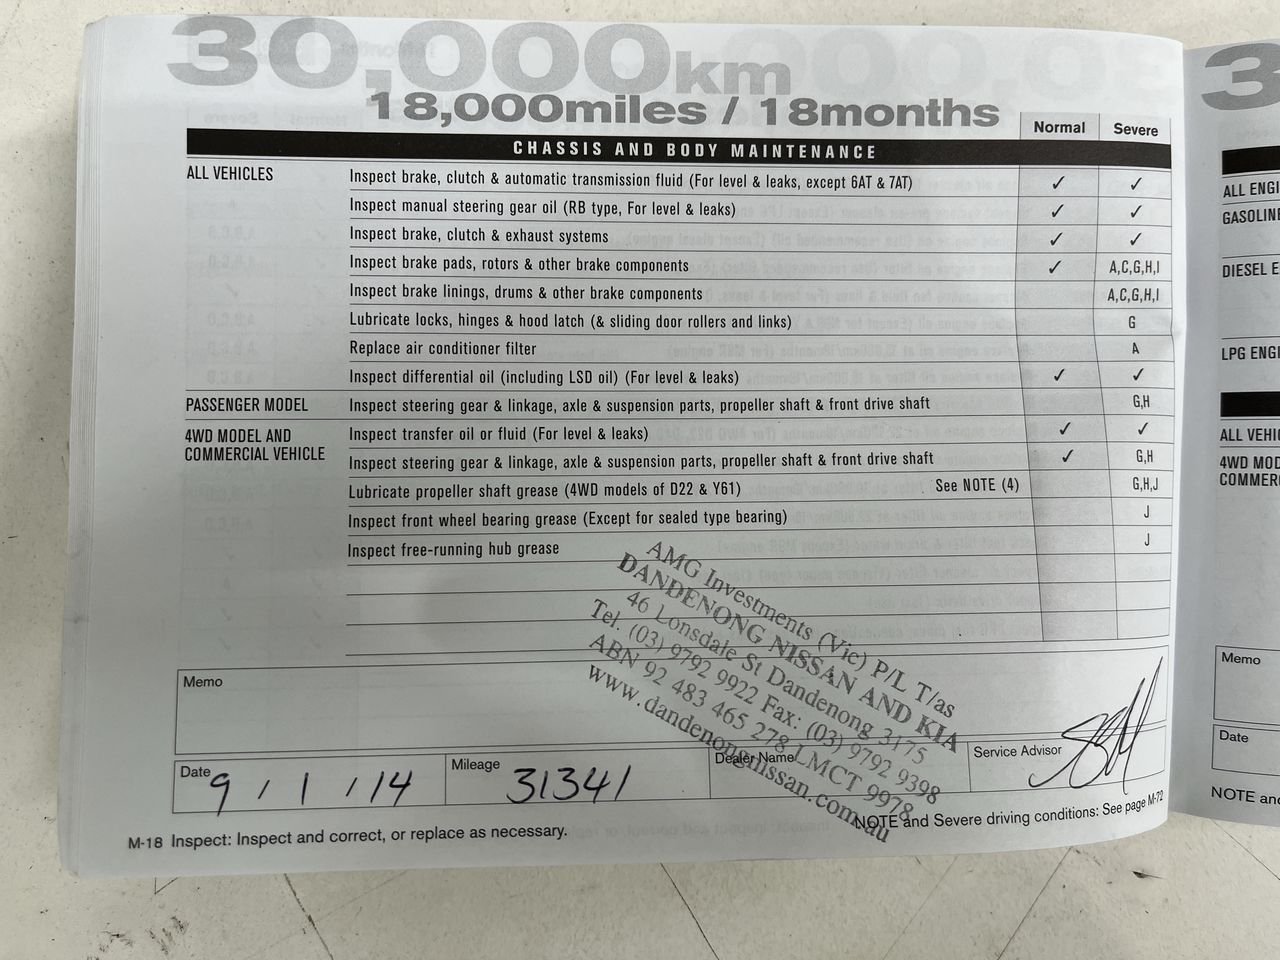 30,000km
18,000miles / 18months
Normal Severe
CHASSIS AND BODY MAINTENANCE
ALL VEHICLES Inspect brake, clutch & automatic transmission fluid (For level & leaks, except 6AT & 7AT) ✓ ✓
Inspect manual steering gear oil (RB type, For level & leaks) ✓ ✓
Inspect brake, clutch & exhaust systems ✓ ✓
Inspect brake pads, rotors & other brake components ✓ A,C,G,H,I
Inspect brake linings, drums & other brake components A,C,G,H,I
Lubricate locks, hinges & hood latch (& sliding door rollers and links) G
Replace air conditioner filter A
Inspect differential oil (including LSD oil) (For level & leaks) ✓ ✓
PASSENGER MODEL Inspect steering gear & linkage, axle & suspension parts, propeller shaft & front drive shaft G,H
4WD MODEL AND
COMMERCIAL VEHICLE
Inspect transfer oil or fluid (For level & leaks) ✓ ✓
Inspect steering gear & linkage, axle & suspension parts, propeller shaft & front drive shaft ✓ G,H
Lubricate propeller shaft grease (4WD models of D22 & Y61) See NOTE (4) G,H,J
Inspect front wheel bearing grease (Except for sealed type bearing) J
Inspect free-running hub grease J
AMG Investments (Vic) P/L T/as
DANDENONG NISSAN AND KIA
46 Lonsdale St Dandenong 3175
Tel. (03) 9792 9922 Fax: (03) 9792 9398
ABN 92 483 465 278 LMCT 9978
www.dandenongnissan.com.au
Memo
Date 9 / 1 / 14
Mileage 31341
Dealer Name
Service Advisor
M-18 Inspect: Inspect and correct, or replace as necessary.
NOTE and Severe driving conditions: See page M-72
3
ALL ENGI
GASOLINE
DIESEL E
LPG ENGI
ALL VEHIC
4WD MOD
COMMERC
Memo
Date
NOTE and